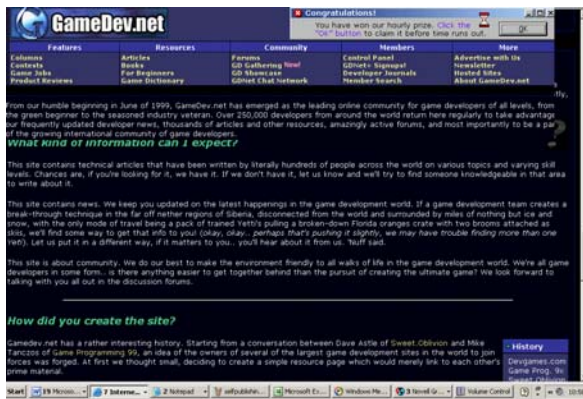 GameDev.net
Congratulations!
You have won your hourly prize. Click the
"OK" button to claim it before time runs out.
OK
Features Resources Community Members More
Columns Articles Forums Control Panel Advertise with Us
Contests Books GD Gathering New! GDNet+ Signups! Newsletter
Game Jobs For Beginners GD Showcase Developer Journals Hosted Sites
Product Reviews Game Dictionary GDNet Chat Network Member Search About GameDev.net
From our humble beginning in June of 1999, GameDev.net has emerged as the leading online community for game developers of all levels, from
the green beginner to the seasoned industry veteran. Over 250,000 developers from around the world return here regularly to take advantage
our frequently updated developer news, thousands of articles and other resources, amazingly active forums, and most importantly to be a par
of the growing international community of game developers.
What kind of information can I expect?
This site contains technical articles that have been written by literally hundreds of people across the world on various topics and varying skill
levels. Chances are, if you're looking for it, we have it. If we don't have it, let us know and we'll try to find someone knowledgeable in that area
to write about it.
This site contains news. We keep you updated on the latest happenings in the game development world. If a game development team creates a
break-through technique in the far off nether regions of Siberia, disconnected from the world and surrounded by miles of nothing but ice and
snow, with the only mode of travel being a pack of trained Yetti's pulling a broken-down Florida oranges crate with two brooms attached as
skis, we'll find some way to get that info to you (okay, okay.. perhaps that's pushing it slightly, we may have trouble finding more than one
Yeti). Let us put it in a different way, if it matters to you.. you'll hear about it from us. 'Nuff said.
This site is about community. We do our best to make the environment friendly to all walks of life in the game development world. We're all game
developers in some form.. is there anything easier to get together behind than the pursuit of creating the ultimate game? We look forward to
talking with you all out in the discussion forums.
How did you create the site?
Gamedev.net has a rather interesting history. Starting from a conversation between Dave Astle of Sweet.Oblivion and Mike
Tanczos of Game Programming 99, an idea of the owners of several of the largest game development sites in the world to join
forces was forged. At first we thought small, deciding to create a simple resource page which would merely link to each other's
prime material.
History
Devgames.com
Game Prog. 9x
Sweet Oblivion
Start 19 Micros... 7 Interne... 2 Notepad selfpublishin... Microsoft Ex... Windows Me... 3 Novell Gr... Volume Control